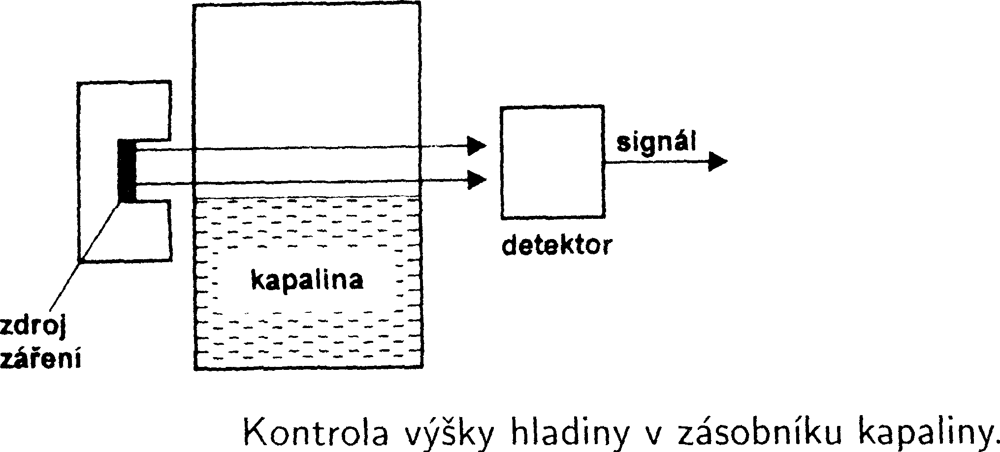 signál
detektor
kapalina
zdroj
záření
Kontrola výšky hladiny v zásobníku kapaliny.